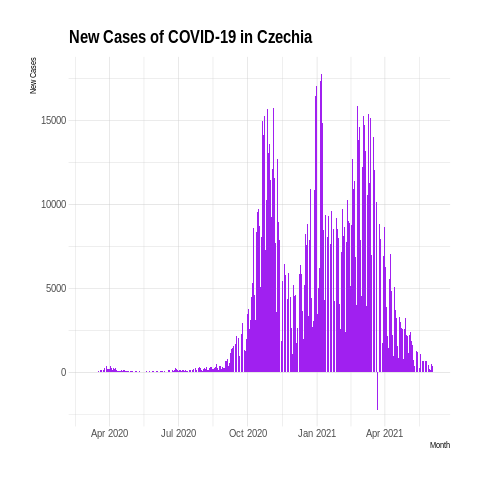 New Cases of COVID-19 in Czechia
New Cases
15000
10000
5000
0
Apr 2020 Jul 2020 Oct 2020 Jan 2021 Apr 2021
Month